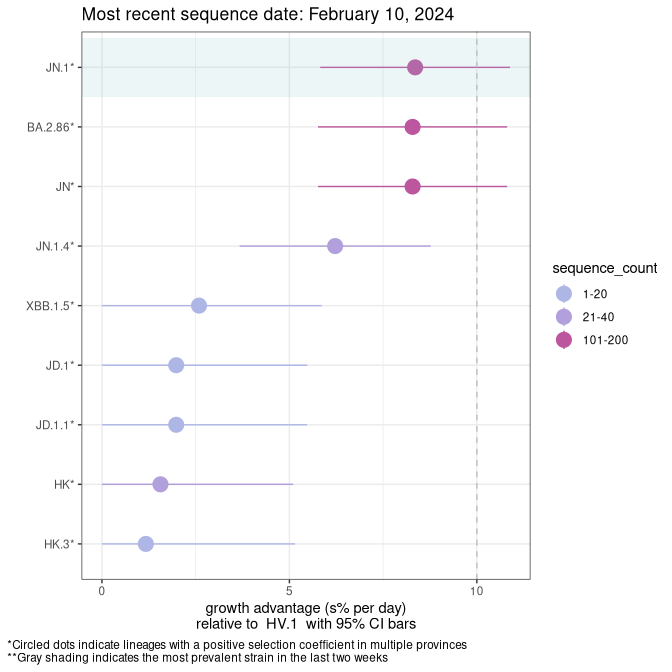 Most recent sequence date: February 10, 2024
JN.1*
BA.2.86*
JN*
JN.1.4*
XBB.1.5*
JD.1*
JD.1.1*
HK*
HK.3*
0 5 10
growth advantage (s% per day)
relative to HV.1 with 95% CI bars
sequence_count
1-20
21-40
101-200
*Circled dots indicate lineages with a positive selection coefficient in multiple provinces
**Gray shading indicates the most prevalent strain in the last two weeks